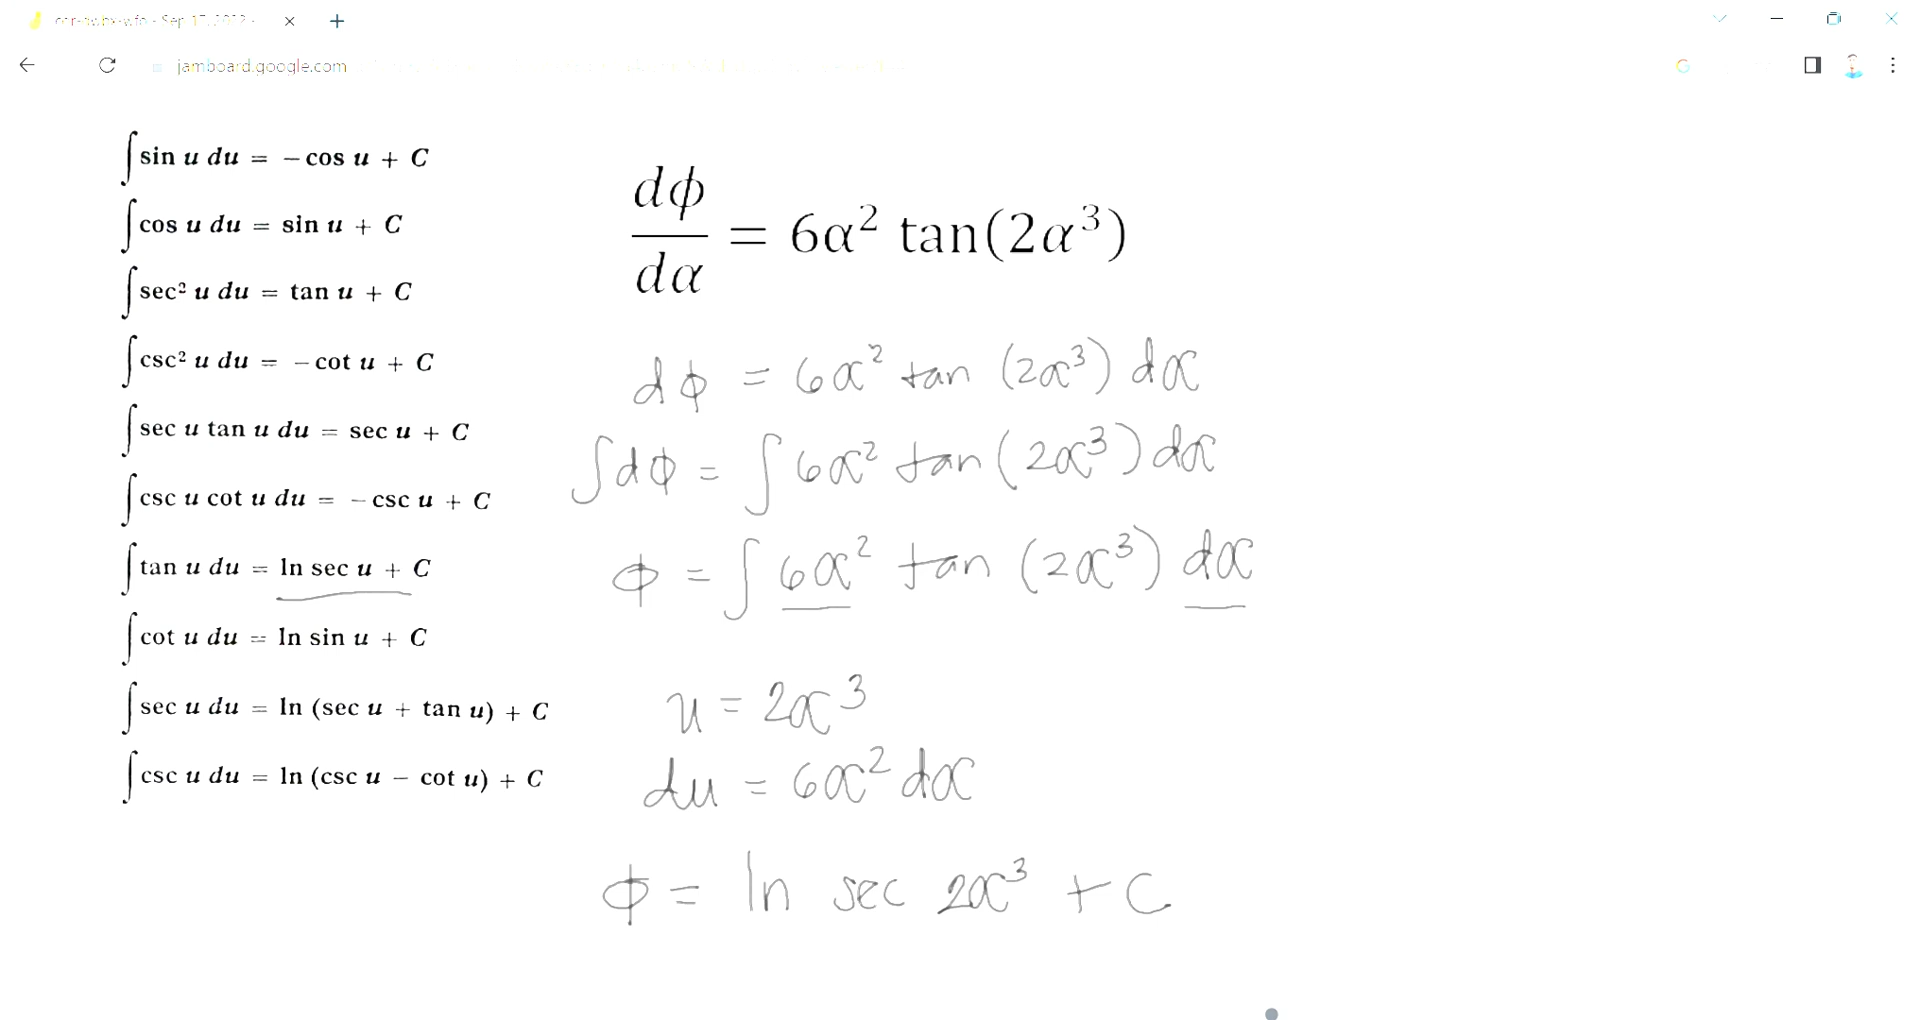 Sep 17, 2022 -
jamboard.google.com
∫ sin u du = - cos u + C
∫ cos u du = sin u + C
∫ sec² u du = tan u + C
∫ csc² u du = - cot u + C
∫ sec u tan u du = sec u + C
∫ csc u cot u du = - csc u + C
∫ tan u du = ln sec u + C
∫ cot u du = ln sin u + C
∫ sec u du = ln (sec u + tan u) + C
∫ csc u du = ln (csc u - cot u) + C
dϕ/dα = 6α² tan(2α³)
dϕ = 6α² tan (2α³) dα
∫dϕ = ∫ 6α² tan (2α³) dα
ϕ = ∫ 6α² tan (2α³) dα
u = 2α³
du = 6α² dα
ϕ = ln sec 2α³ + C